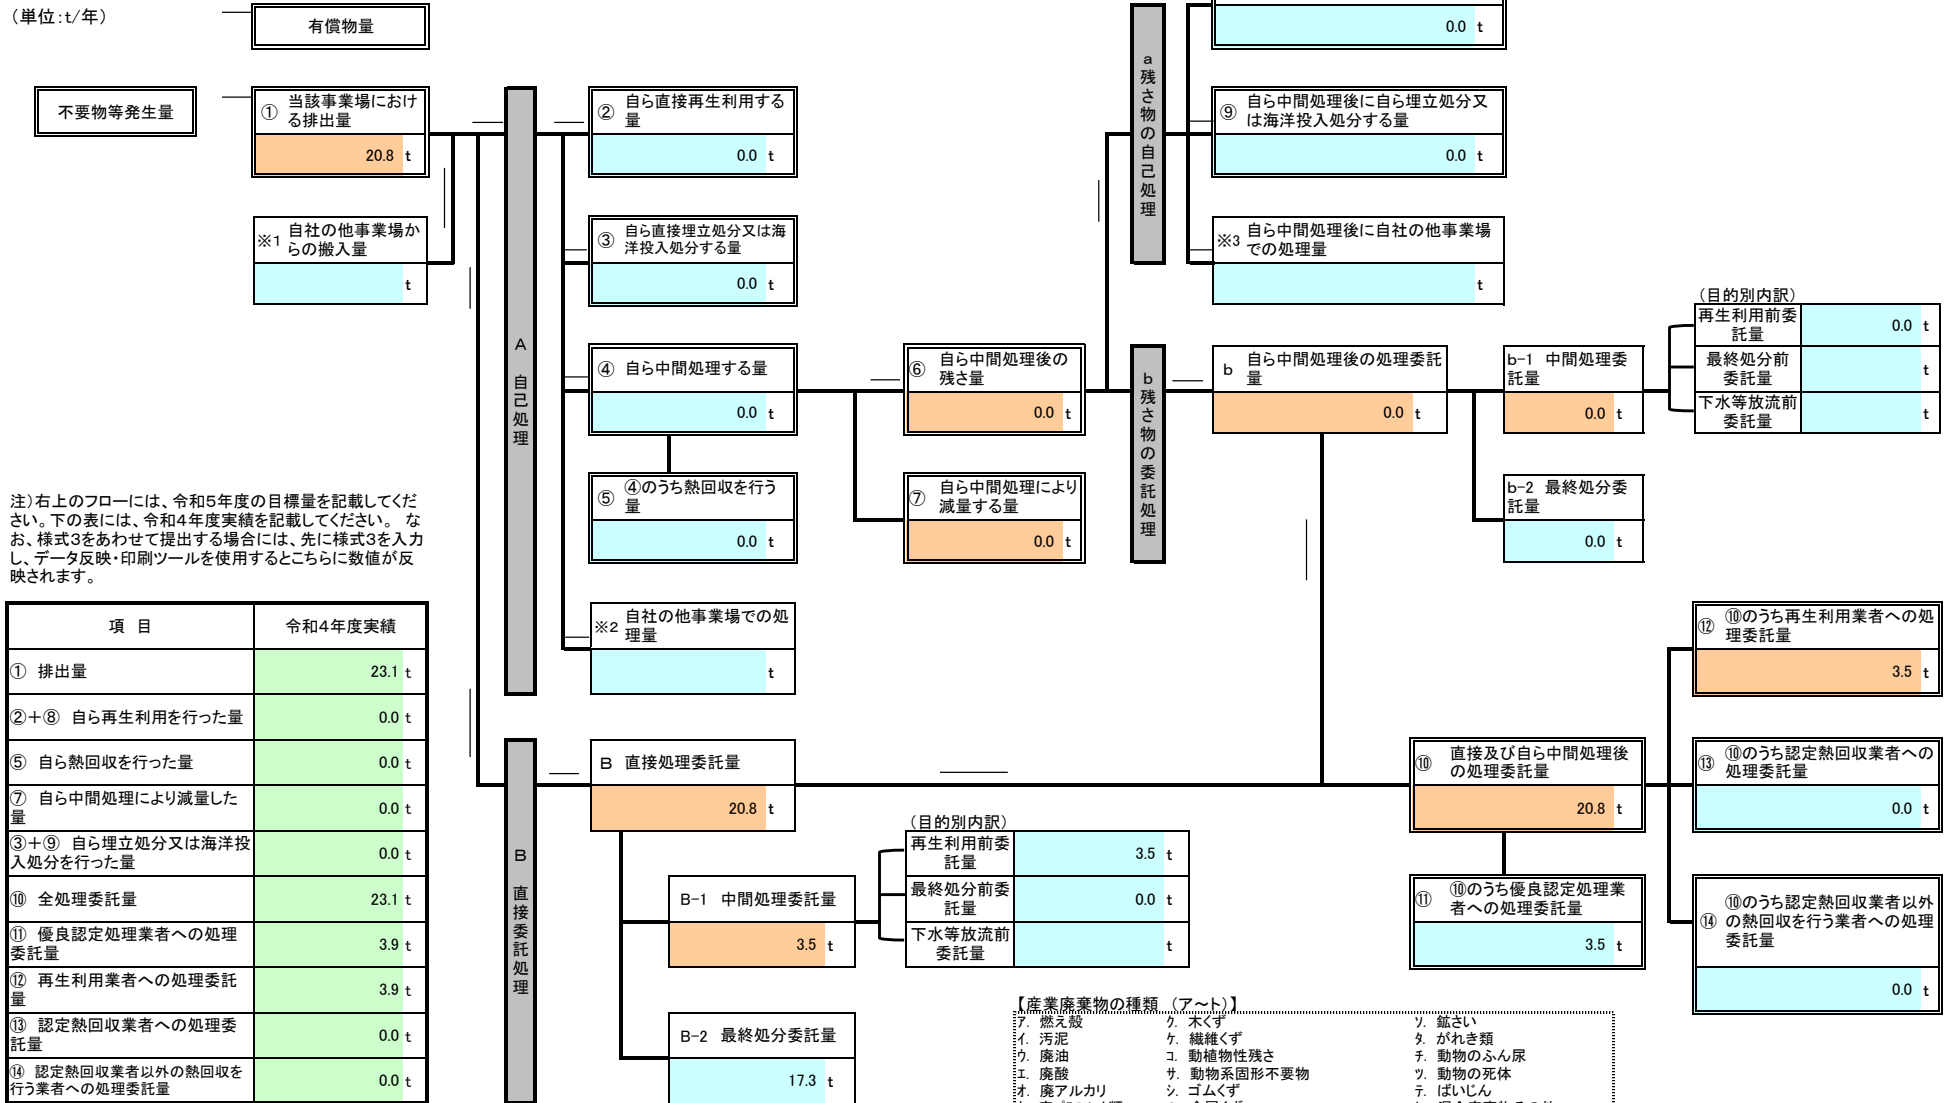 （単位：t/年）
有償物量
0.0 t
不要物等発生量
① 当該事業場におけ
る排出量
20.8 t
② 自ら直接再生利用する
量
0.0 t
⑨ 自ら中間処理後に自ら埋立処分又
は海洋投入処分する量
0.0 t
a 残さ物の自己処理
※1 自社の他事業場か
らの搬入量
t
③ 自ら直接埋立処分又は海
洋投入処分する量
0.0 t
※3 自ら中間処理後に自社の他事業場
での処理量
t
A 自己処理
④ 自ら中間処理する量
0.0 t
⑥ 自ら中間処理後の
残さ量
0.0 t
b 残さ物の委託処理
b 自ら中間処理後の処理委託
量
0.0 t
b-1 中間処理委
託量
0.0 t
（目的別内訳）
再生利用前委
託量
0.0 t
最終処分前
委託量
t
下水等放流前
委託量
t
⑤ ④のうち熱回収を行う
量
0.0 t
⑦ 自ら中間処理により
減量する量
0.0 t
b-2 最終処分委
託量
0.0 t
注）右上のフローには、令和５年度の目標量を記載してくだ
さい。下の表には、令和４年度実績を記載してください。 な
お、様式３をあわせて提出する場合には、先に様式３を入力
し、データ反映・印刷ツールを使用するとこちらに数値が反
映されます。
※2 自社の他事業場での処
理量
t
項 目 令和４年度実績
① 排出量 23.1 t
②＋⑧ 自ら再生利用を行った量 0.0 t
⑤ 自ら熱回収を行った量 0.0 t
⑦ 自ら中間処理により減量した
量 0.0 t
③＋⑨ 自ら埋立処分又は海洋投
入処分を行った量 0.0 t
⑩ 全処理委託量 23.1 t
⑪ 優良認定処理業者への処理
委託量 3.9 t
⑫ 再生利用業者への処理委託
量 3.9 t
⑬ 認定熱回収業者への処理委
託量 0.0 t
⑭ 認定熱回収業者以外の熱回収を
行う業者への処理委託量 0.0 t
B 直接委託処理
B 直接処理委託量
20.8 t
B-1 中間処理委託量
3.5 t
（目的別内訳）
再生利用前委
託量
3.5 t
最終処分前委
託量
0.0 t
下水等放流前
委託量
t
B-2 最終処分委託量
17.3 t
⑩ 直接及び自ら中間処理後
の処理委託量
20.8 t
⑪ ⑩のうち優良認定処理業
者への処理委託量
3.5 t
⑫ ⑩のうち再生利用業者への処
理委託量
3.5 t
⑬ ⑩のうち認定熱回収業者への
処理委託量
0.0 t
⑩のうち認定熱回収業者以外
⑭ の熱回収を行う業者への処理
委託量
0.0 t
【産業廃棄物の種類 （ア～ト）】
ｱ. 燃え殻 ｸ. 木くず ｿ. 鉱さい
ｲ. 汚泥 ｹ. 繊維くず ﾀ. がれき類
ｳ. 廃油 ｺ. 動植物性残さ ﾁ. 動物のふん尿
ｴ. 廃酸 ｻ. 動物系固形不要物 ﾂ. 動物の死体
ｵ. 廃アルカリ ｼ. ゴムくず ﾃ. ばいじん